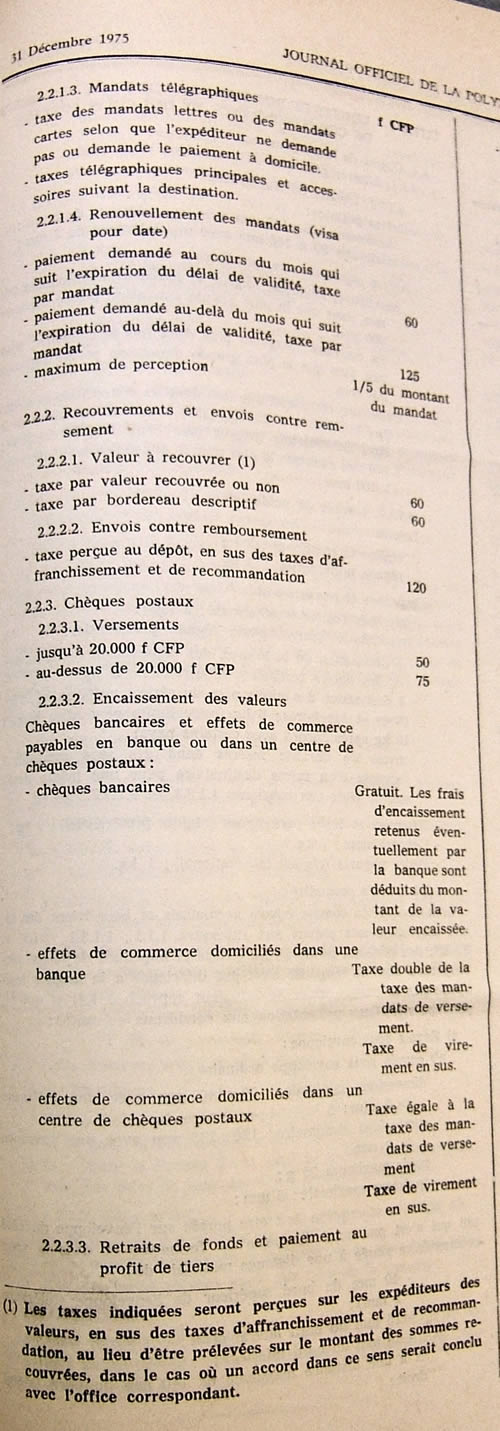 31 Décembre 1975
JOURNAL OFFICIEL DE LA POLY
2.2.1.3. Mandats télégraphiques
f CFP
- taxe des mandats lettres ou des mandats
cartes selon que l'expéditeur ne demande
pas ou demande le paiement à domicile.
- taxes télégraphiques principales et acces-
soires suivant la destination.
2.2.1.4. Renouvellement des mandats (visa
pour date)
- paiement demandé au cours du mois qui
suit l'expiration du délai de validité, taxe
par mandat
60
- paiement demandé au-delà du mois qui suit
l'expiration du délai de validité, taxe par
mandat
125
- maximum de perception
1/5 du montant
du mandat
2.2.2. Recouvrements et envois contre rem-
sement
2.2.2.1. Valeur à recouvrer (1)
- taxe par valeur recouvrée ou non
60
- taxe par bordereau descriptif
60
2.2.2.2. Envois contre remboursement
- taxe perçue au dépôt, en sus des taxes d'af-
franchissement et de recommandation
120
2.2.3. Chèques postaux
2.2.3.1. Versements
- jusqu'à 20.000 f CFP
50
- au-dessus de 20.000 f CFP
75
2.2.3.2. Encaissement des valeurs
Chèques bancaires et effets de commerce
payables en banque ou dans un centre de
chèques postaux :
- chèques bancaires
Gratuit. Les frais
d'encaissement
retenus éven-
tuellement par
la banque sont
déduits du mon-
tant de la va-
leur encaissée.
- effets de commerce domiciliés dans une
banque
Taxe double de la
taxe des man-
dats de verse-
ment.
Taxe de vire-
ment en sus.
- effets de commerce domiciliés dans un
centre de chèques postaux
Taxe égale à la
taxe des man-
dats de verse-
ment
Taxe de virement
en sus.
2.2.3.3. Retraits de fonds et paiement au
profit de tiers
(1) Les taxes indiquées seront perçues sur les expéditeurs des
valeurs, en sus des taxes d'affranchissement et de recomman-
dation, au lieu d'être prélevées sur le montant des sommes re-
couvrées, dans le cas où un accord dans ce sens serait conclu
avec l'office correspondant.